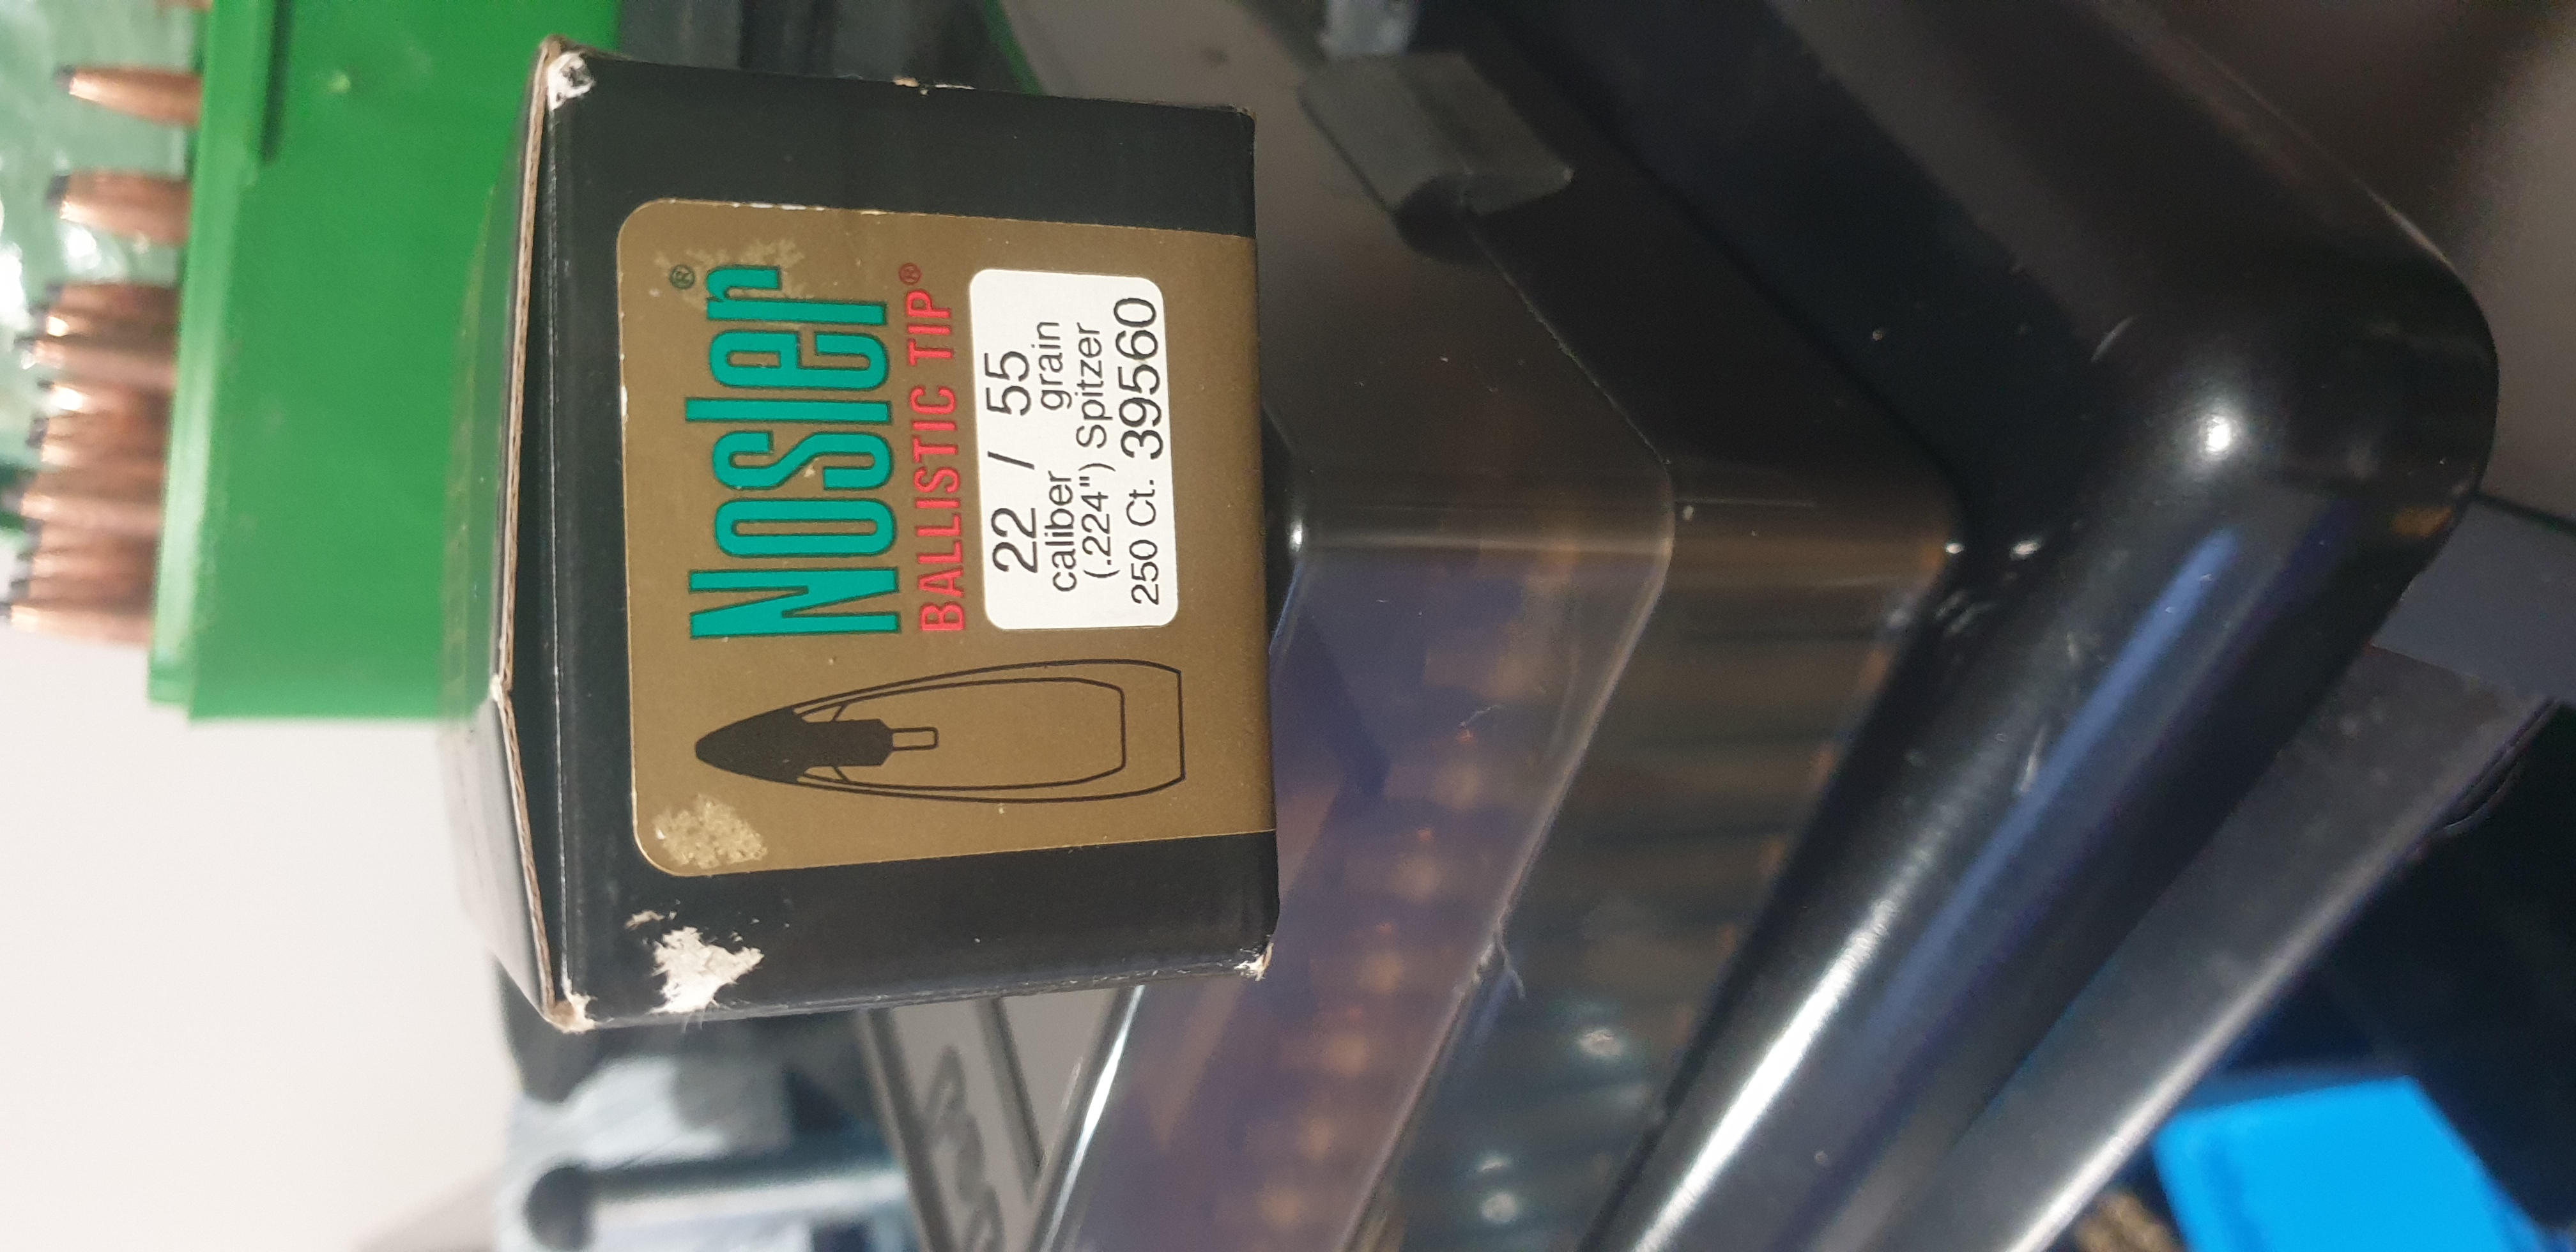 Nosler®
BALLISTIC TIP®
22 / 55
caliber grain
(.224") Spitzer
250 Ct. 39560